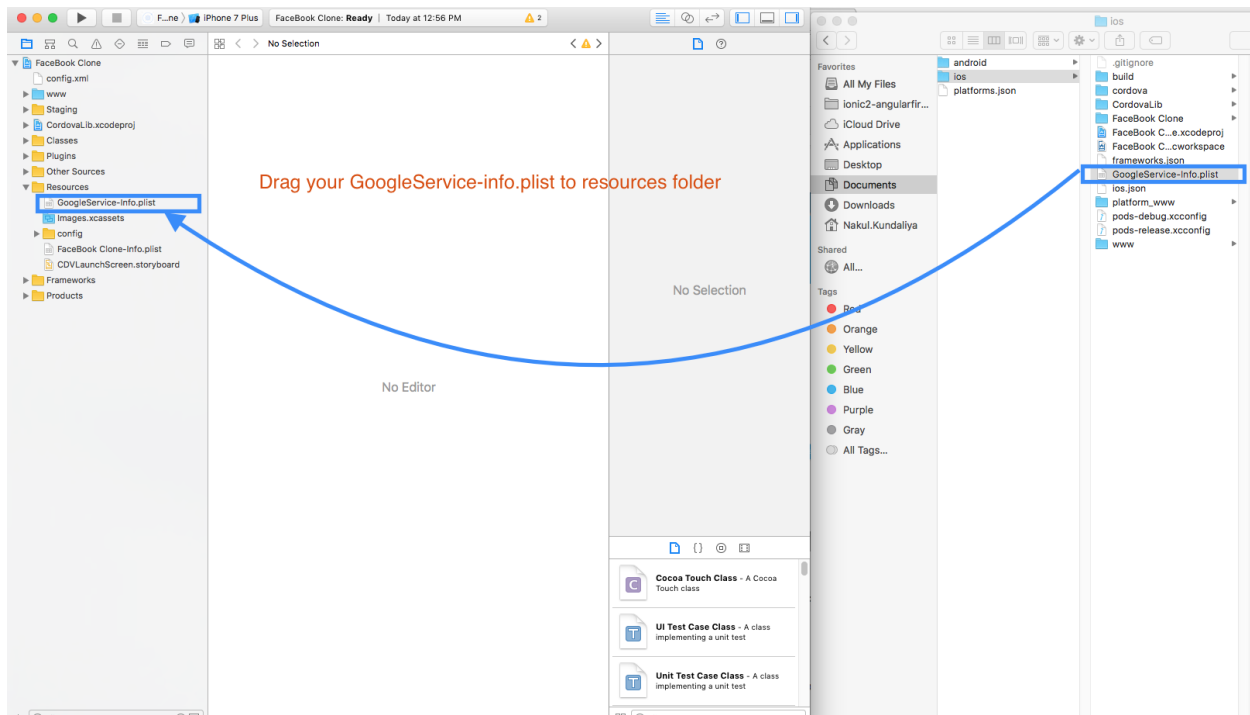 F...ne
iPhone 7 Plus
FaceBook Clone: Ready | Today at 12:56 PM
2
No Selection
FaceBook Clone
config.xml
www
Staging
CordovaLib.xcodeproj
Classes
Plugins
Other Sources
Resources
GoogleService-Info.plist
Images.xcassets
config
FaceBook Clone-Info.plist
CDVLaunchScreen.storyboard
Frameworks
Products
Drag your GoogleService-info.plist to resources folder
No Editor
No Selection
{}
C
Cocoa Touch Class - A Cocoa
Touch class
T
UI Test Case Class - A class
implementing a unit test
T
Unit Test Case Class - A class
implementing a unit test
ios
Favorites
All My Files
ionic2-angularfir...
iCloud Drive
Applications
Desktop
Documents
Downloads
Nakul.Kundaliya
Shared
All...
Tags
Red
Orange
Yellow
Green
Blue
Purple
Gray
All Tags...
android
ios
platforms.json
.gitignore
build
cordova
CordovaLib
FaceBook Clone
FaceBook C...e.xcodeproj
FaceBook C...cworkspace
frameworks.json
GoogleService-Info.plist
ios.json
platform_www
pods-debug.xcconfig
pods-release.xcconfig
www